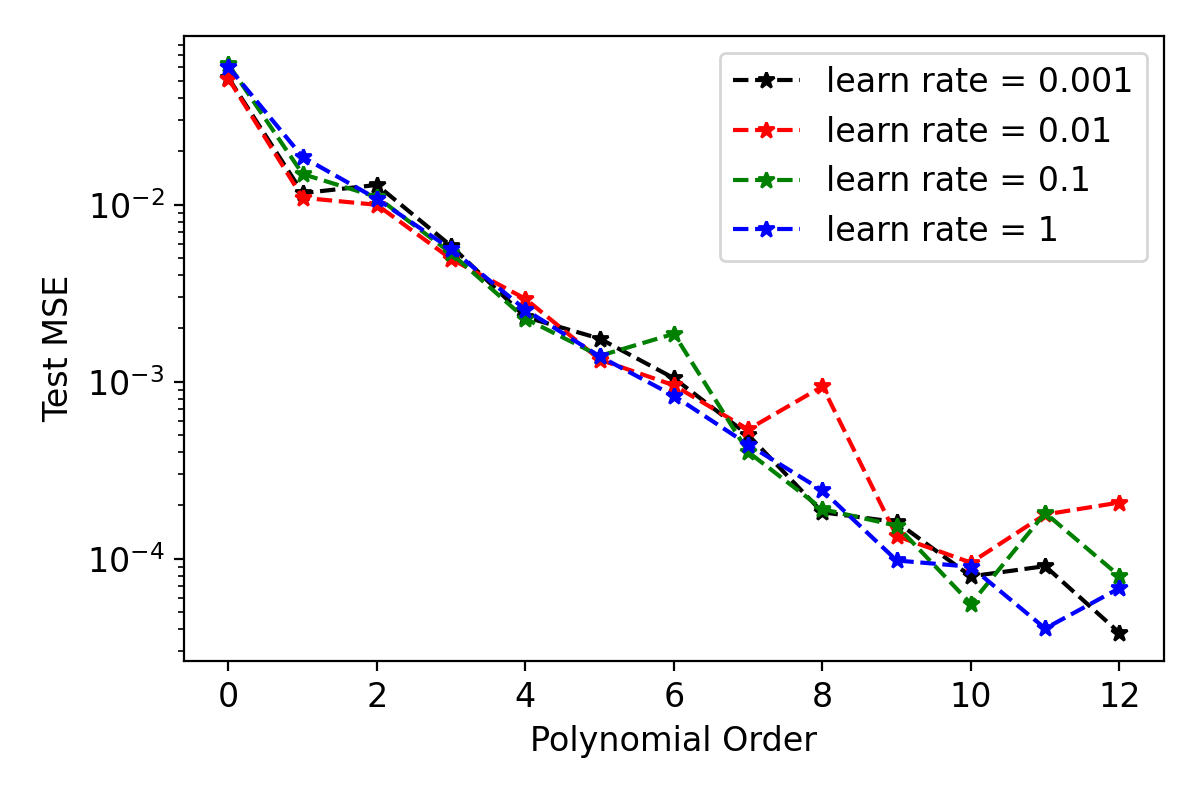 learn rate = 0.001
learn rate = 0.01
learn rate = 0.1
learn rate = 1
Test MSE
10⁻²
10⁻³
10⁻⁴
0 2 4 6 8 10 12
Polynomial Order